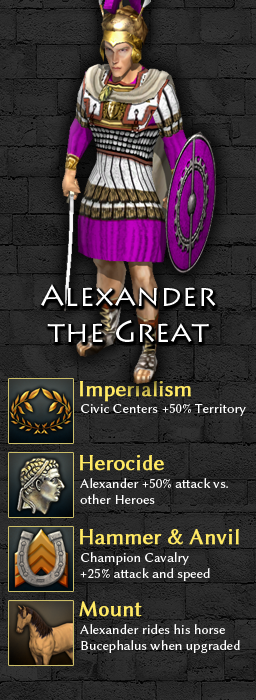 Alexander
the Great
Imperialism
Civic Centers +50% Territory
Herocide
Alexander +50% attack vs.
other Heroes
Hammer & Anvil
Champion Cavalry
+25% attack and speed
Mount
Alexander rides his horse
Bucephalus when upgraded